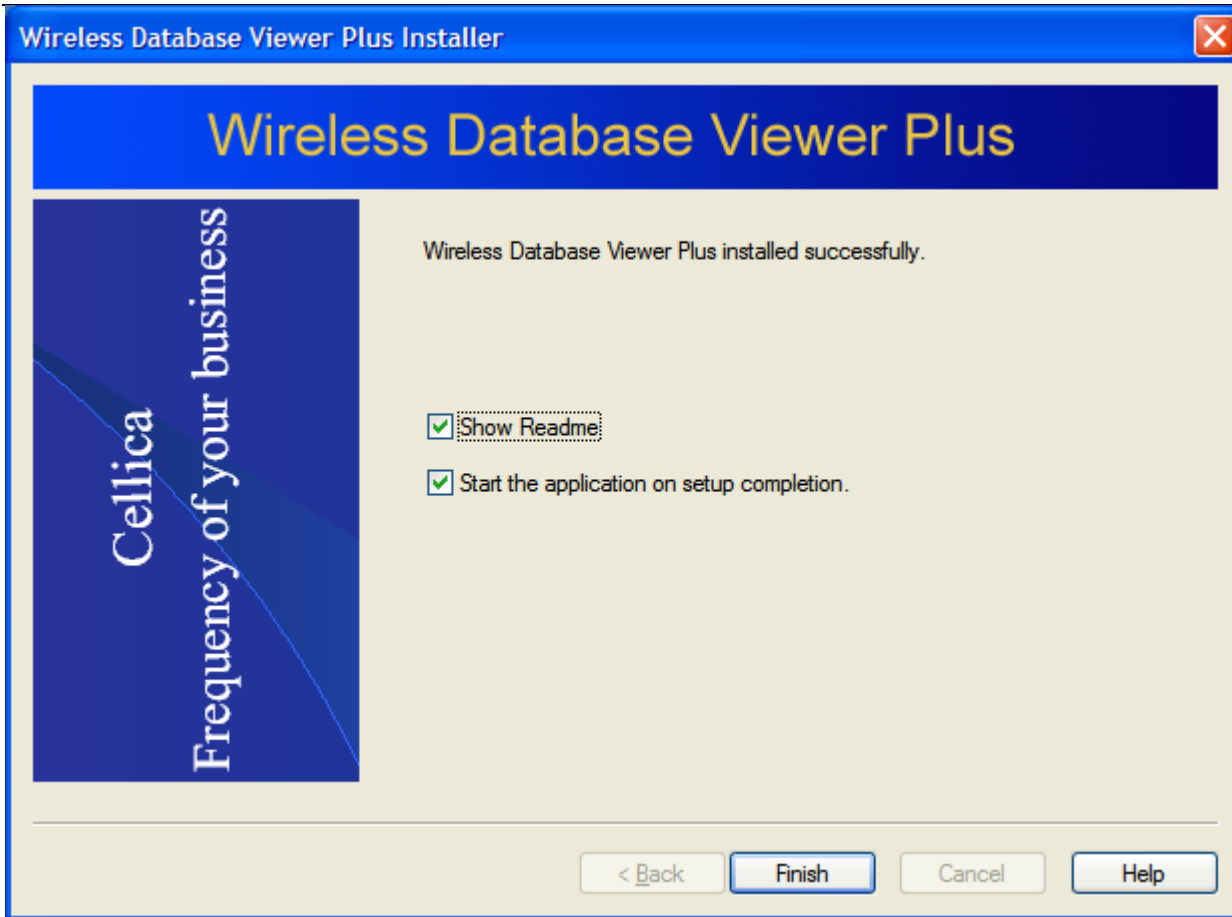 Wireless Database Viewer Plus Installer
Wireless Database Viewer Plus
Cellica
Frequency of your business
Wireless Database Viewer Plus installed successfully.
Show Readme
Start the application on setup completion.
< Back
Finish
Cancel
Help